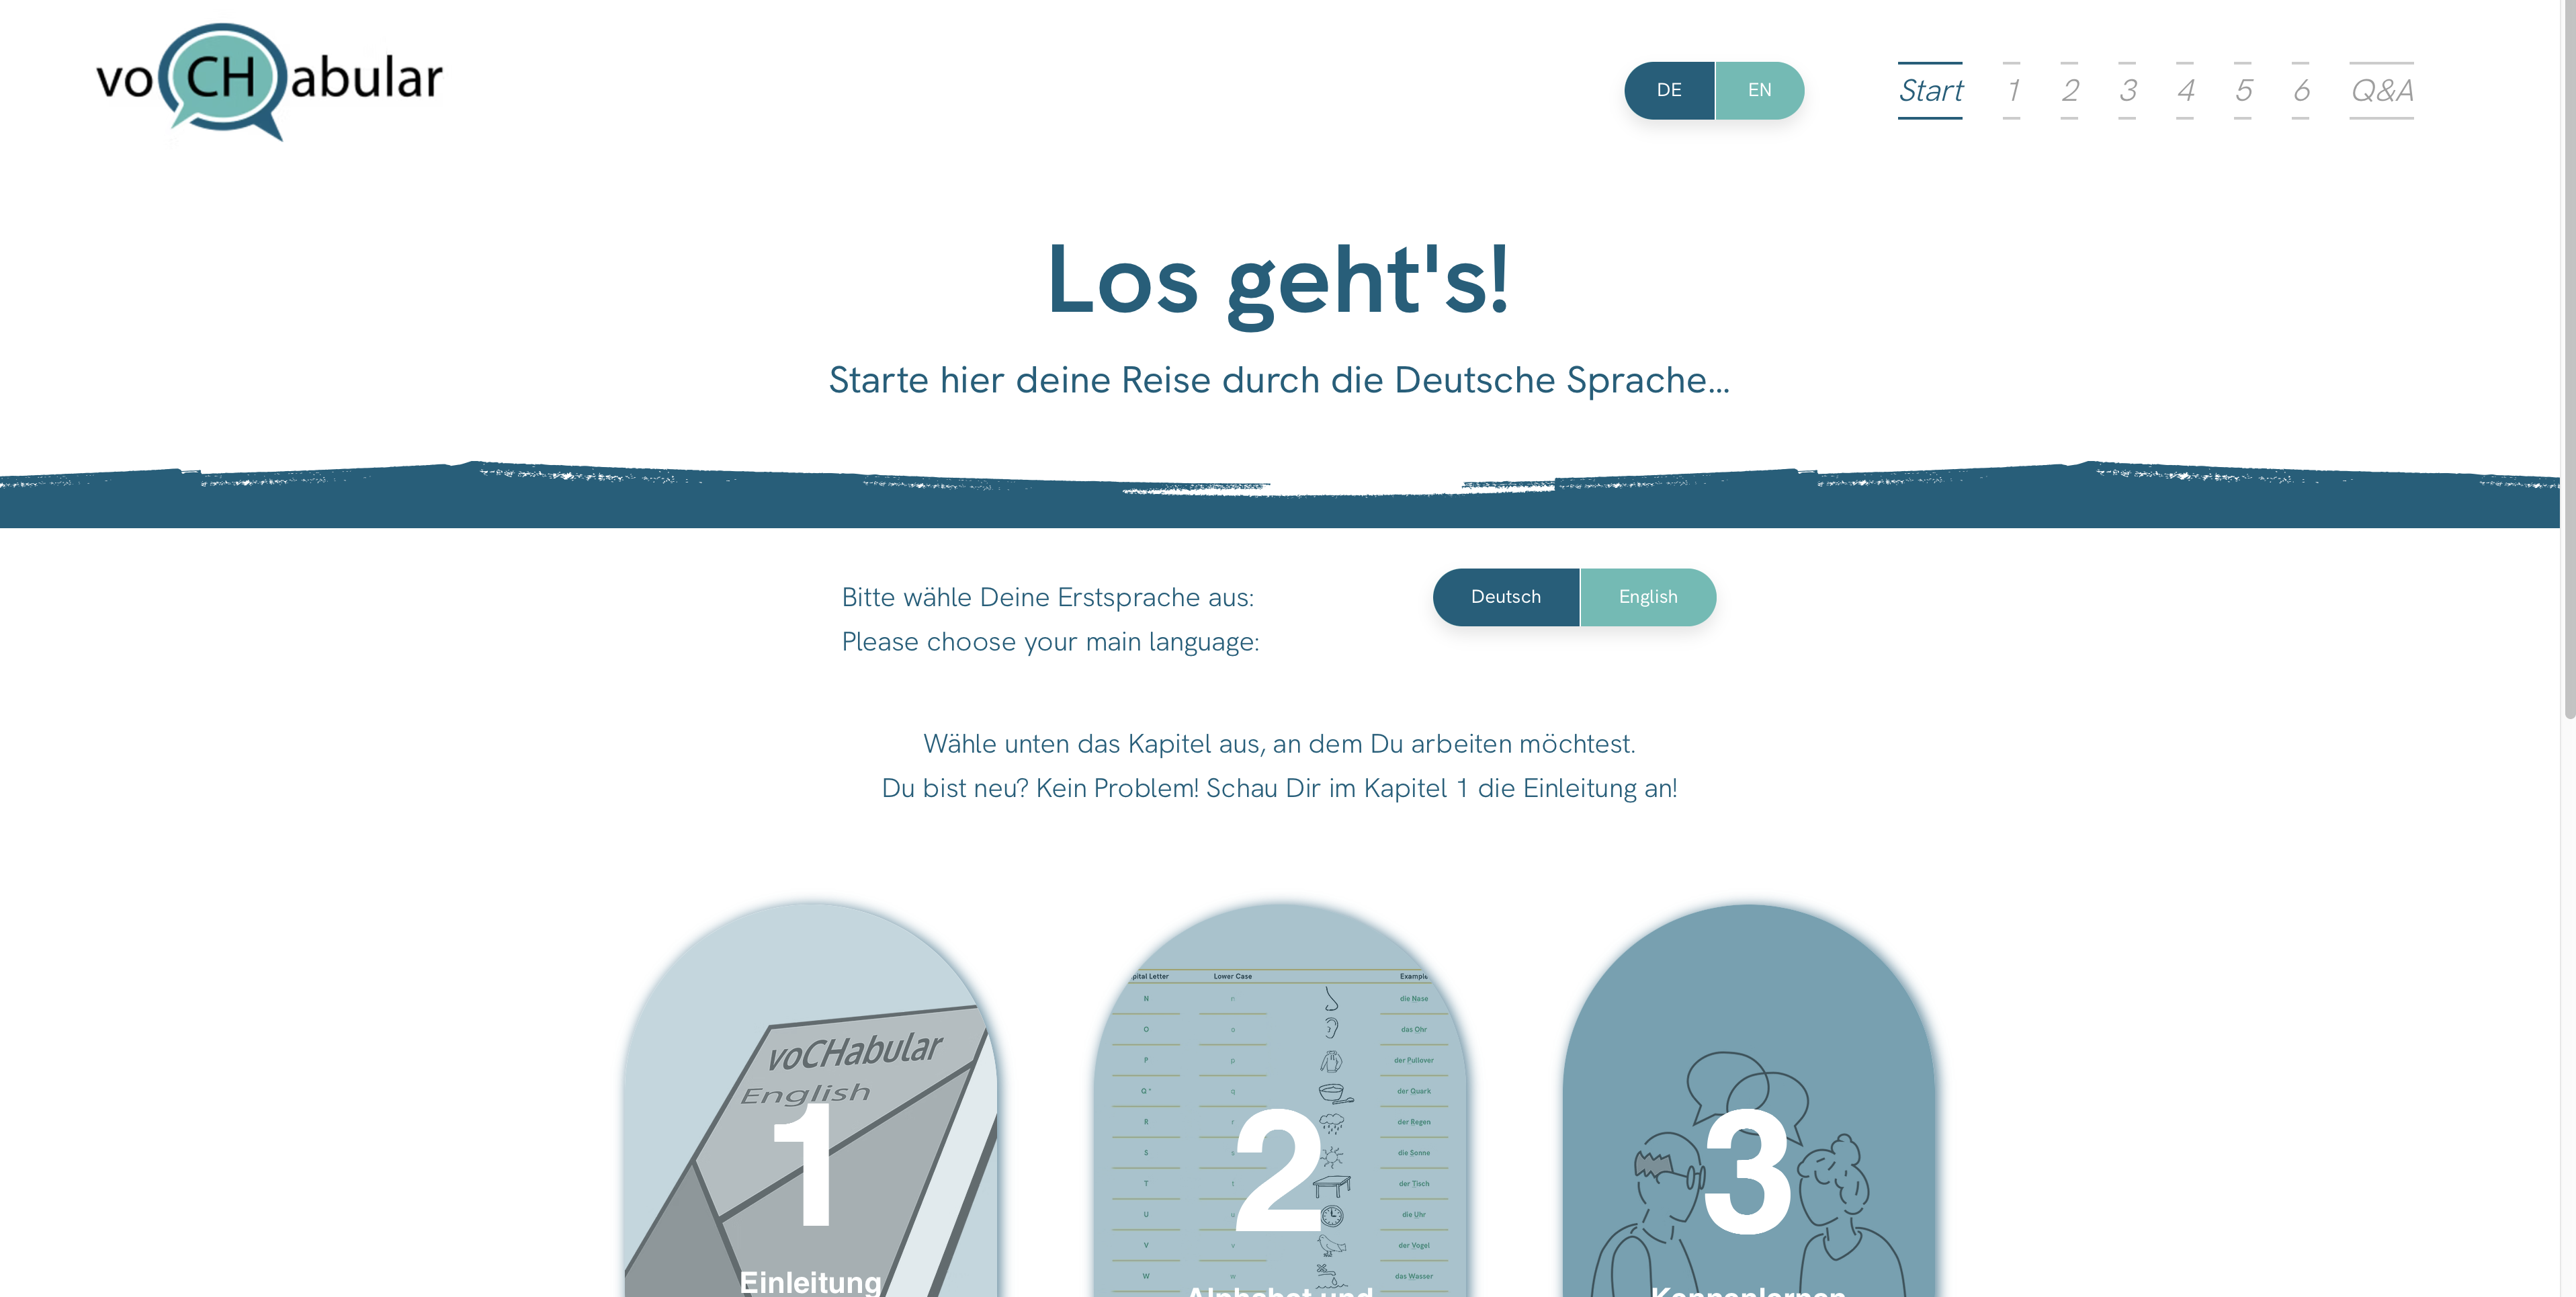 voCHabular
DE EN Start 1 2 3 4 5 6 Q&A
Los geht's!
Starte hier deine Reise durch die Deutsche Sprache...
Bitte wähle Deine Erstsprache aus:
Please choose your main language:
Deutsch English
Wähle unten das Kapitel aus, an dem Du arbeiten möchtest.
Du bist neu? Kein Problem! Schau Dir im Kapitel 1 die Einleitung an!
voCHabular
English
1
Einleitung
Letter Lower Case
N n die Nase
O o das Ohr
P p der Pullover
Q * q der Quark
R r der Regen
S die Sonne
T t der Tisch
U u die Uhr
V v der Vogel
W w das Wasser
2
Alphabet und
3
Kennenlernen